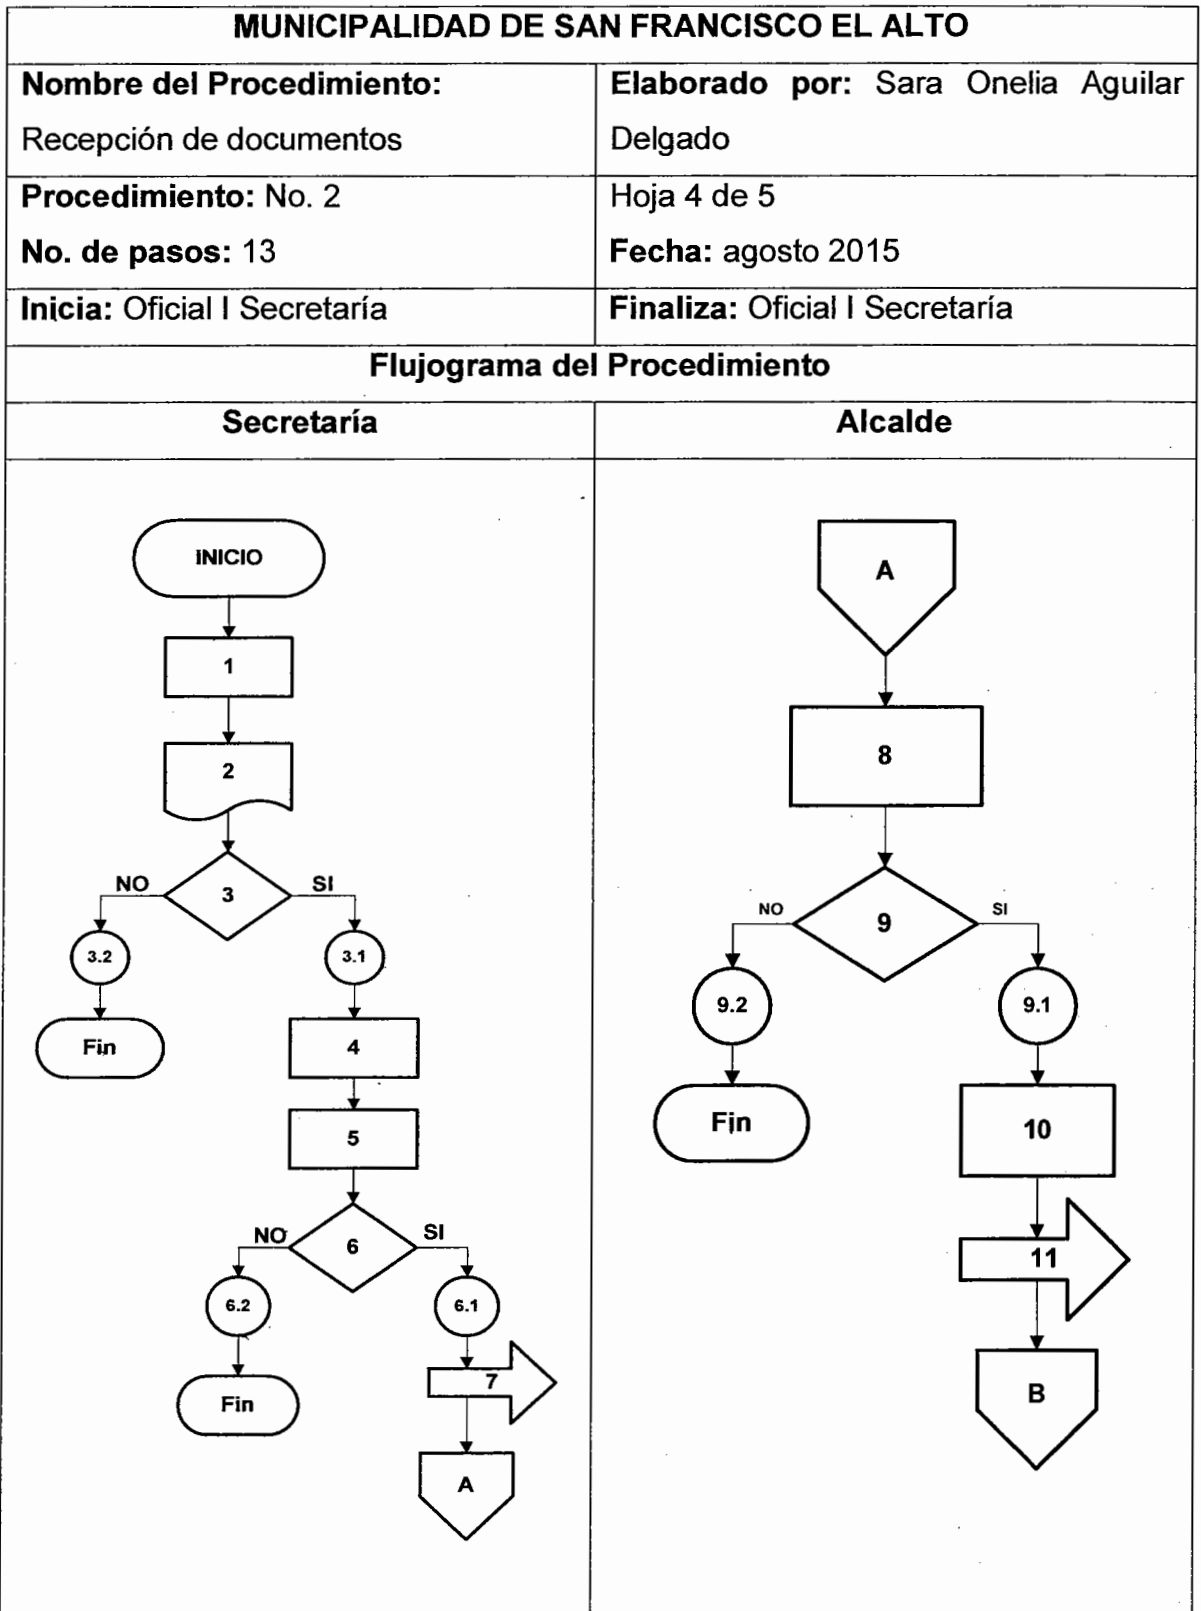 MUNICIPALIDAD DE SAN FRANCISCO EL ALTO
Nombre del Procedimiento:
Recepción de documentos
Elaborado por: Sara Onelia Aguilar
Delgado
Procedimiento: No. 2
No. de pasos: 13
Hoja 4 de 5
Fecha: agosto 2015
Inicia: Oficial I Secretaría
Finaliza: Oficial I Secretaría
Flujograma del Procedimiento
Secretaría
Alcalde
INICIO
1
2
NO
3
SI
3.2
3.1
Fin
4
5
NO
6
SI
6.2
6.1
Fin
7
A
A
8
NO
9
SI
9.2
9.1
Fin
10
11
B